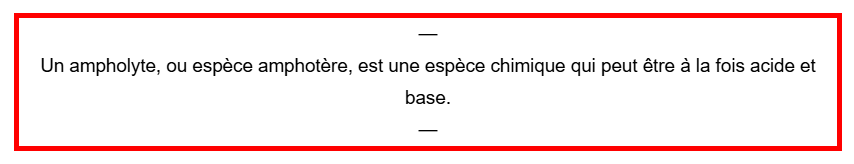 —
Un ampholyte, ou espèce amphotère, est une espèce chimique qui peut être à la fois acide et
base.
—